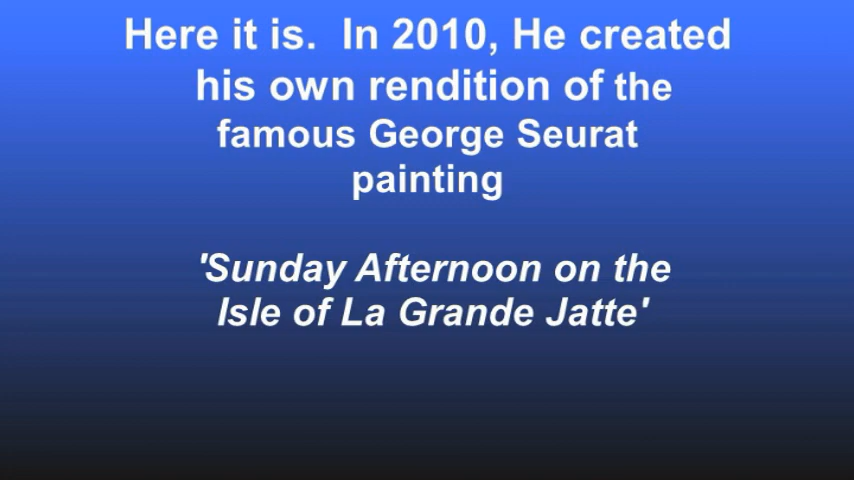 Here it is.  In 2010, He created
his own rendition of the
famous George Seurat
painting
'Sunday Afternoon on the
Isle of La Grande Jatte'